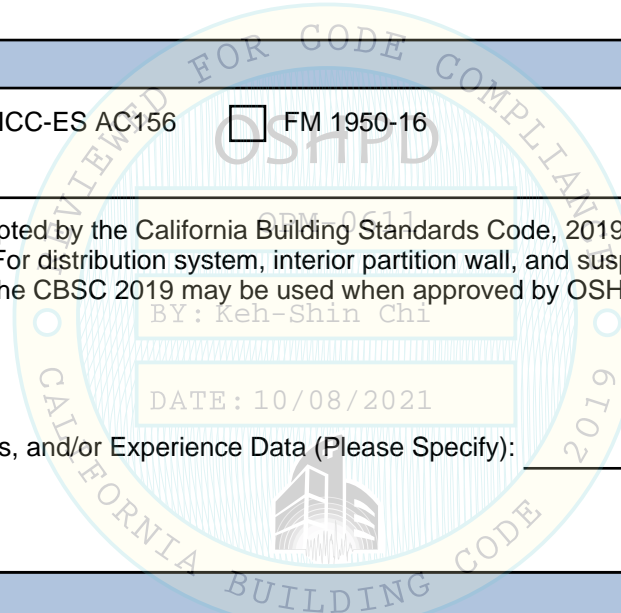 REVIEWED FOR CODE COMPLIANCE
ICC-ES AC156 FM 1950-16
OSHPD
OPM-0611
pted by the California Building Standards Code, 2019
For distribution system, interior partition wall, and susp
he CBSC 2019 may be used when approved by OSH
BY: Keh-Shin Chi
DATE: 10/08/2021
s, and/or Experience Data (Please Specify):
CALIFORNIA BUILDING CODE 2019